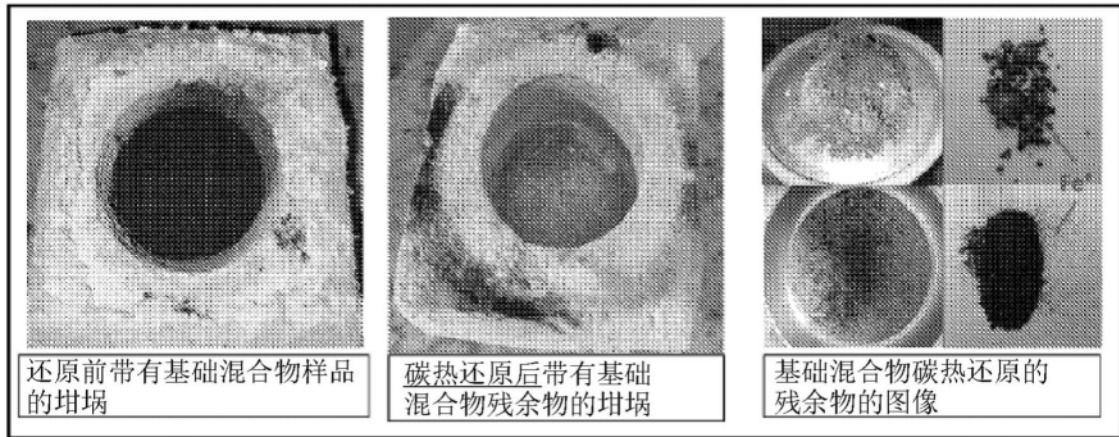 还原前带有基础混合物样品
的坩埚
碳热还原后带有基础
混合物残余物的坩埚
Fe⁰
基础混合物碳热还原的
残余物的图像